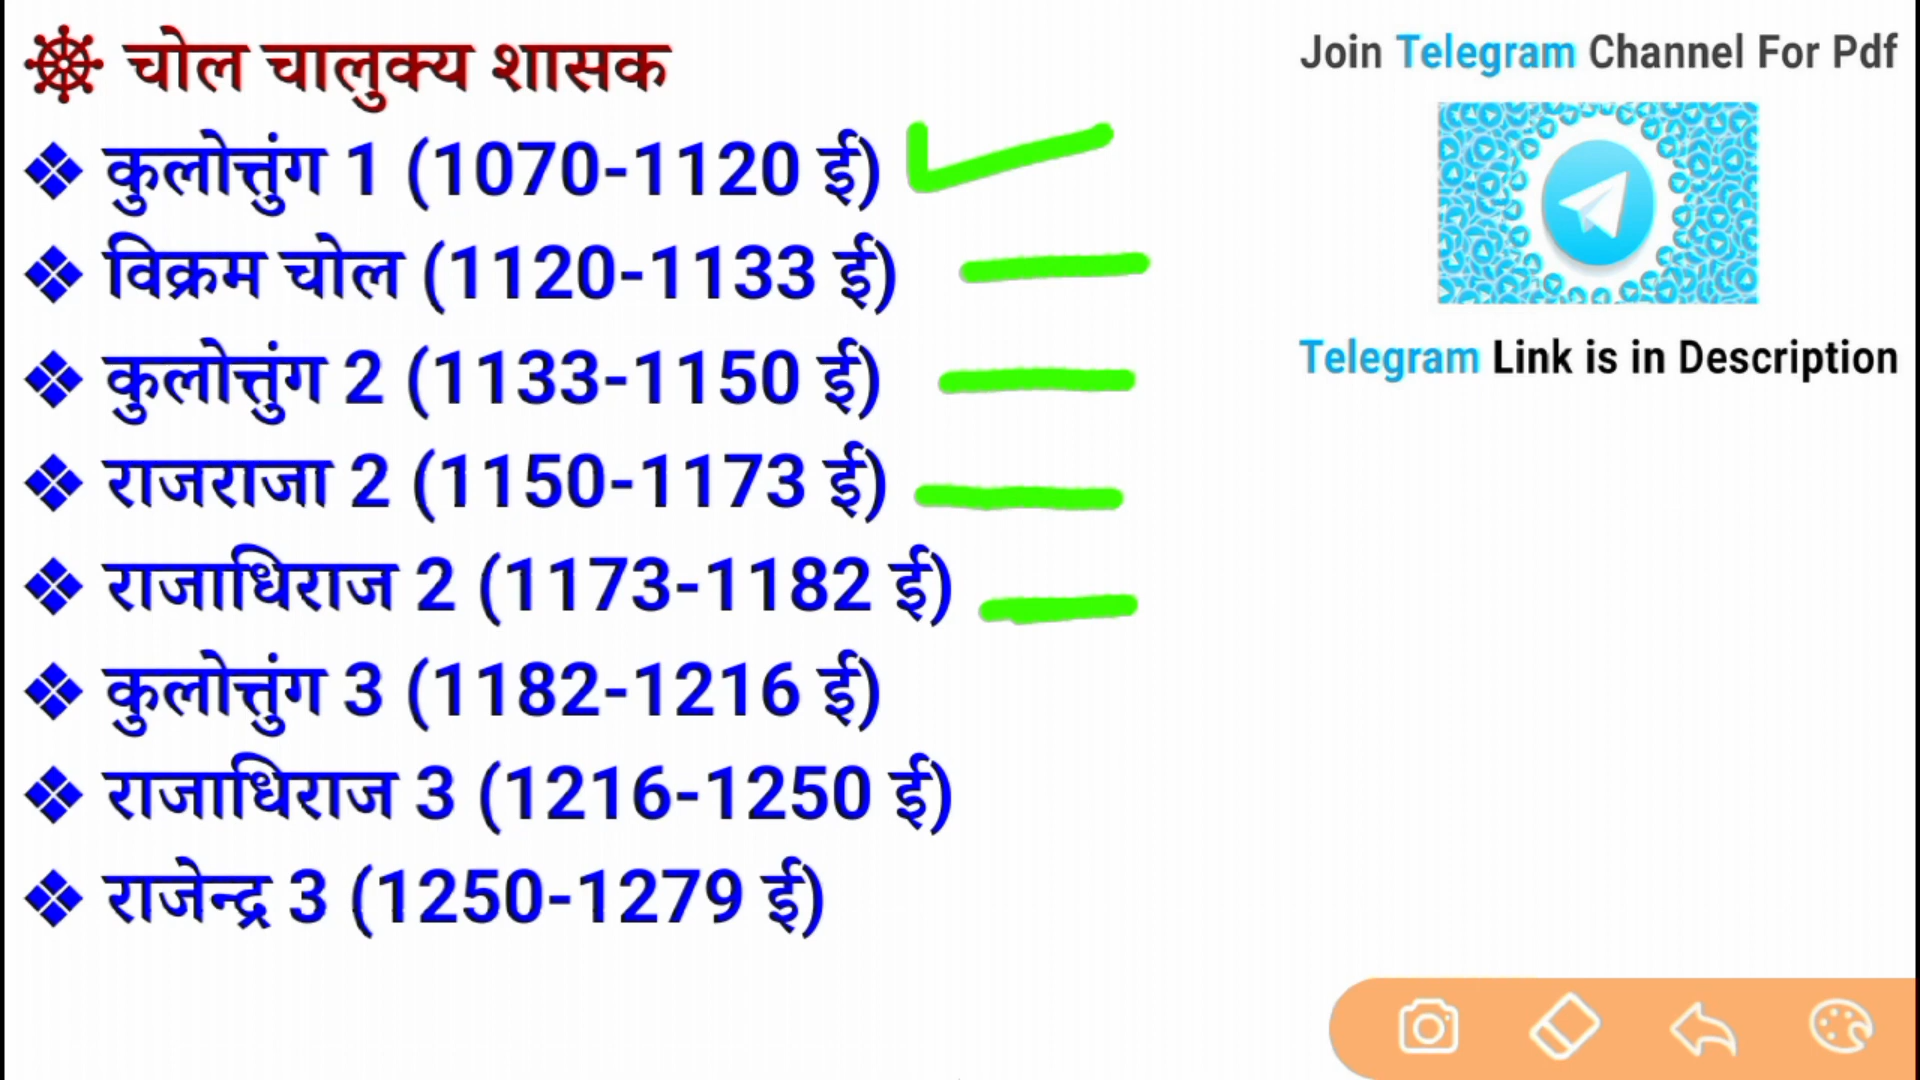 चोल चालुक्य शासक
कुलोत्तुंग 1 (1070-1120 ई)
विक्रम चोल (1120-1133 ई)
कुलोत्तुंग 2 (1133-1150 ई)
राजराजा 2 (1150-1173 ई)
राजाधिराज 2 (1173-1182 ई)
कुलोत्तुंग 3 (1182-1216 ई)
राजाधिराज 3 (1216-1250 ई)
राजेन्द्र 3 (1250-1279 ई)
Join Telegram Channel For Pdf
Telegram Link is in Description